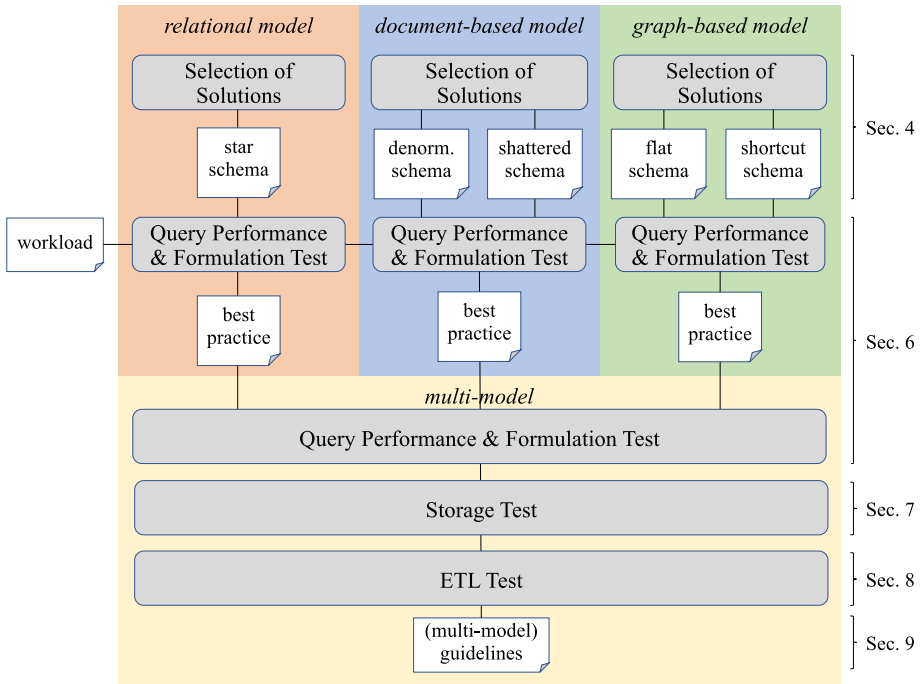 relational model
document-based model
graph-based model
Selection of
Solutions
Selection of
Solutions
Selection of
Solutions
Sec. 4
star
schema
denorm.
schema
shattered
schema
flat
schema
shortcut
schema
workload
Query Performance
& Formulation Test
Query Performance
& Formulation Test
Query Performance
& Formulation Test
best
practice
best
practice
best
practice
Sec. 6
multi-model
Query Performance & Formulation Test
Storage Test
Sec. 7
ETL Test
Sec. 8
(multi-model)
guidelines
Sec. 9